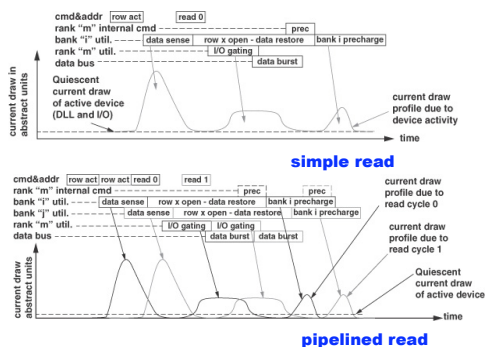 cmd&addr row act read 0
rank “m” internal cmd prec
bank “i” util. data sense row x open - data restore bank i precharge
rank “m” util. I/O gating
data bus data burst
current draw in
abstract units
Quiescent
current draw
of active device
(DLL and I/O)
current draw
profile due to
device activity
time
simple read
cmd&addr row act row act read 0 read 1
rank “m” internal cmd prec prec
bank “i” util. data sense row x open - data restore bank i precharge
bank “j” util. data sense row x open - data restore bank i precharge
rank “m” util. I/O gating I/O gating
data bus data burst data burst
current draw
abstract units
current draw
profile due to
read cycle 0
current draw
profile due to
read cycle 1
Quiescent
current draw
of active device
time
pipelined read